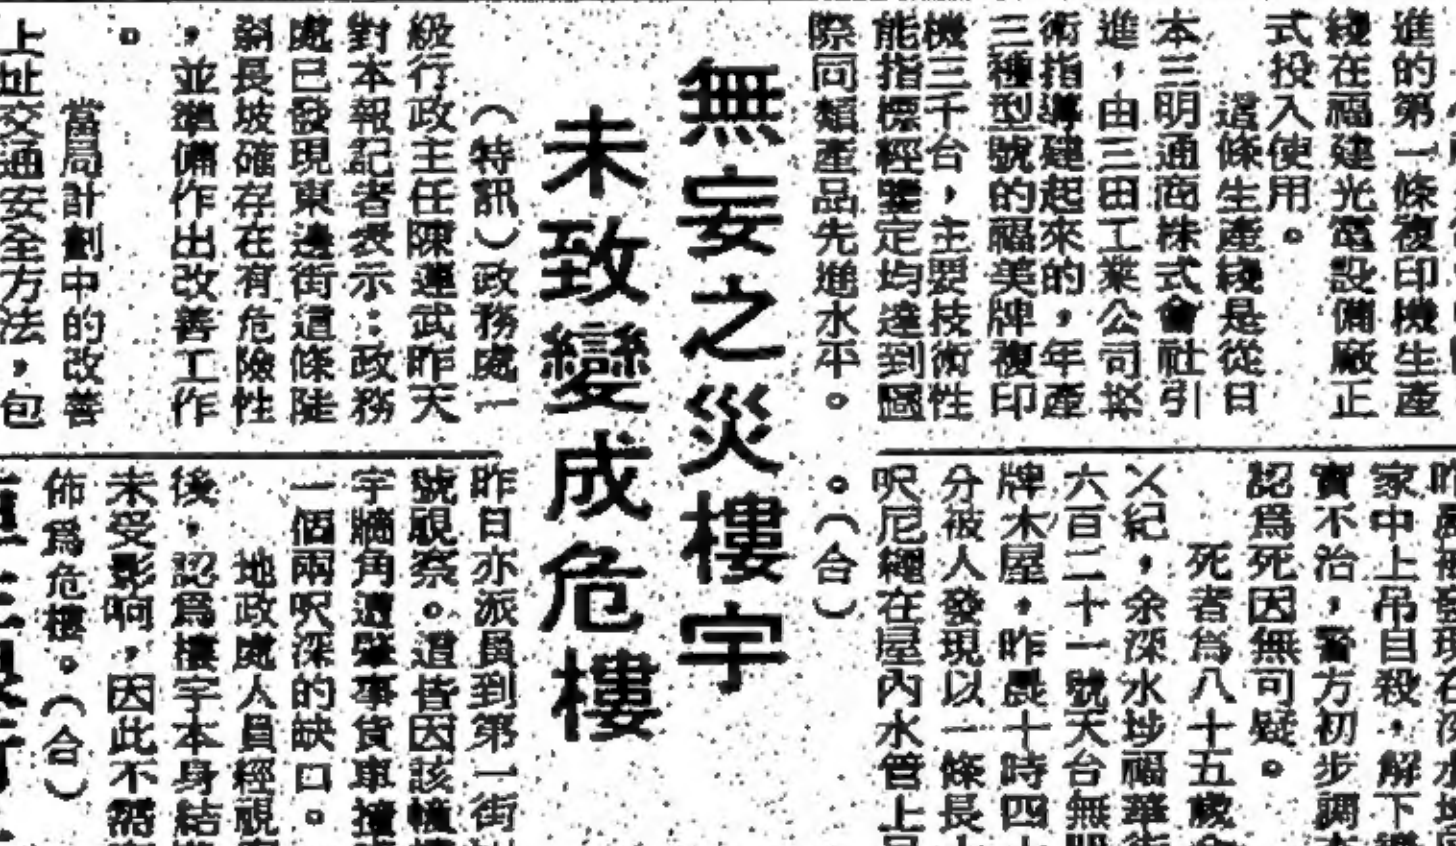 進的第一條複印機生產
綫在福建光電設備廠正
式投入使用。
這條生產綫是從日
本三明通商株式會社引
進，由三田工業公司
術指導建起來的，年產
三種型號的福美牌複印
機三千台，主要技術性
能指標經鑒定均達到國
際同類產品先進水平。
。（合）
無妄之災樓宇
未致變成危樓
（特訊）政務處一
級行政主任陳運武昨天
對本報記者表示：政務
處已發現東邊街這條陡
斜長坡確存在有危險性
，並準備作出改善工作
。
當局計劃中的改善
上址交通安全方法，包
家中上吊自殺，解下
實不治，警方初步調
認爲死因無可疑。
死者爲八十五歲
紀，余深水埗福華街
六百二十一號天台無
牌木屋，昨晨十時四
分被人發現以一條長
呎尼繩在屋內水管上
昨日亦派員到第一街
號視察。這皆因該幢
宇牆角遭肇事貨車撞
一個兩呎深的缺口。
地政處人員經視
後，認爲樓宇本身結
未受影响，因此不需
佈爲危樓。（合）